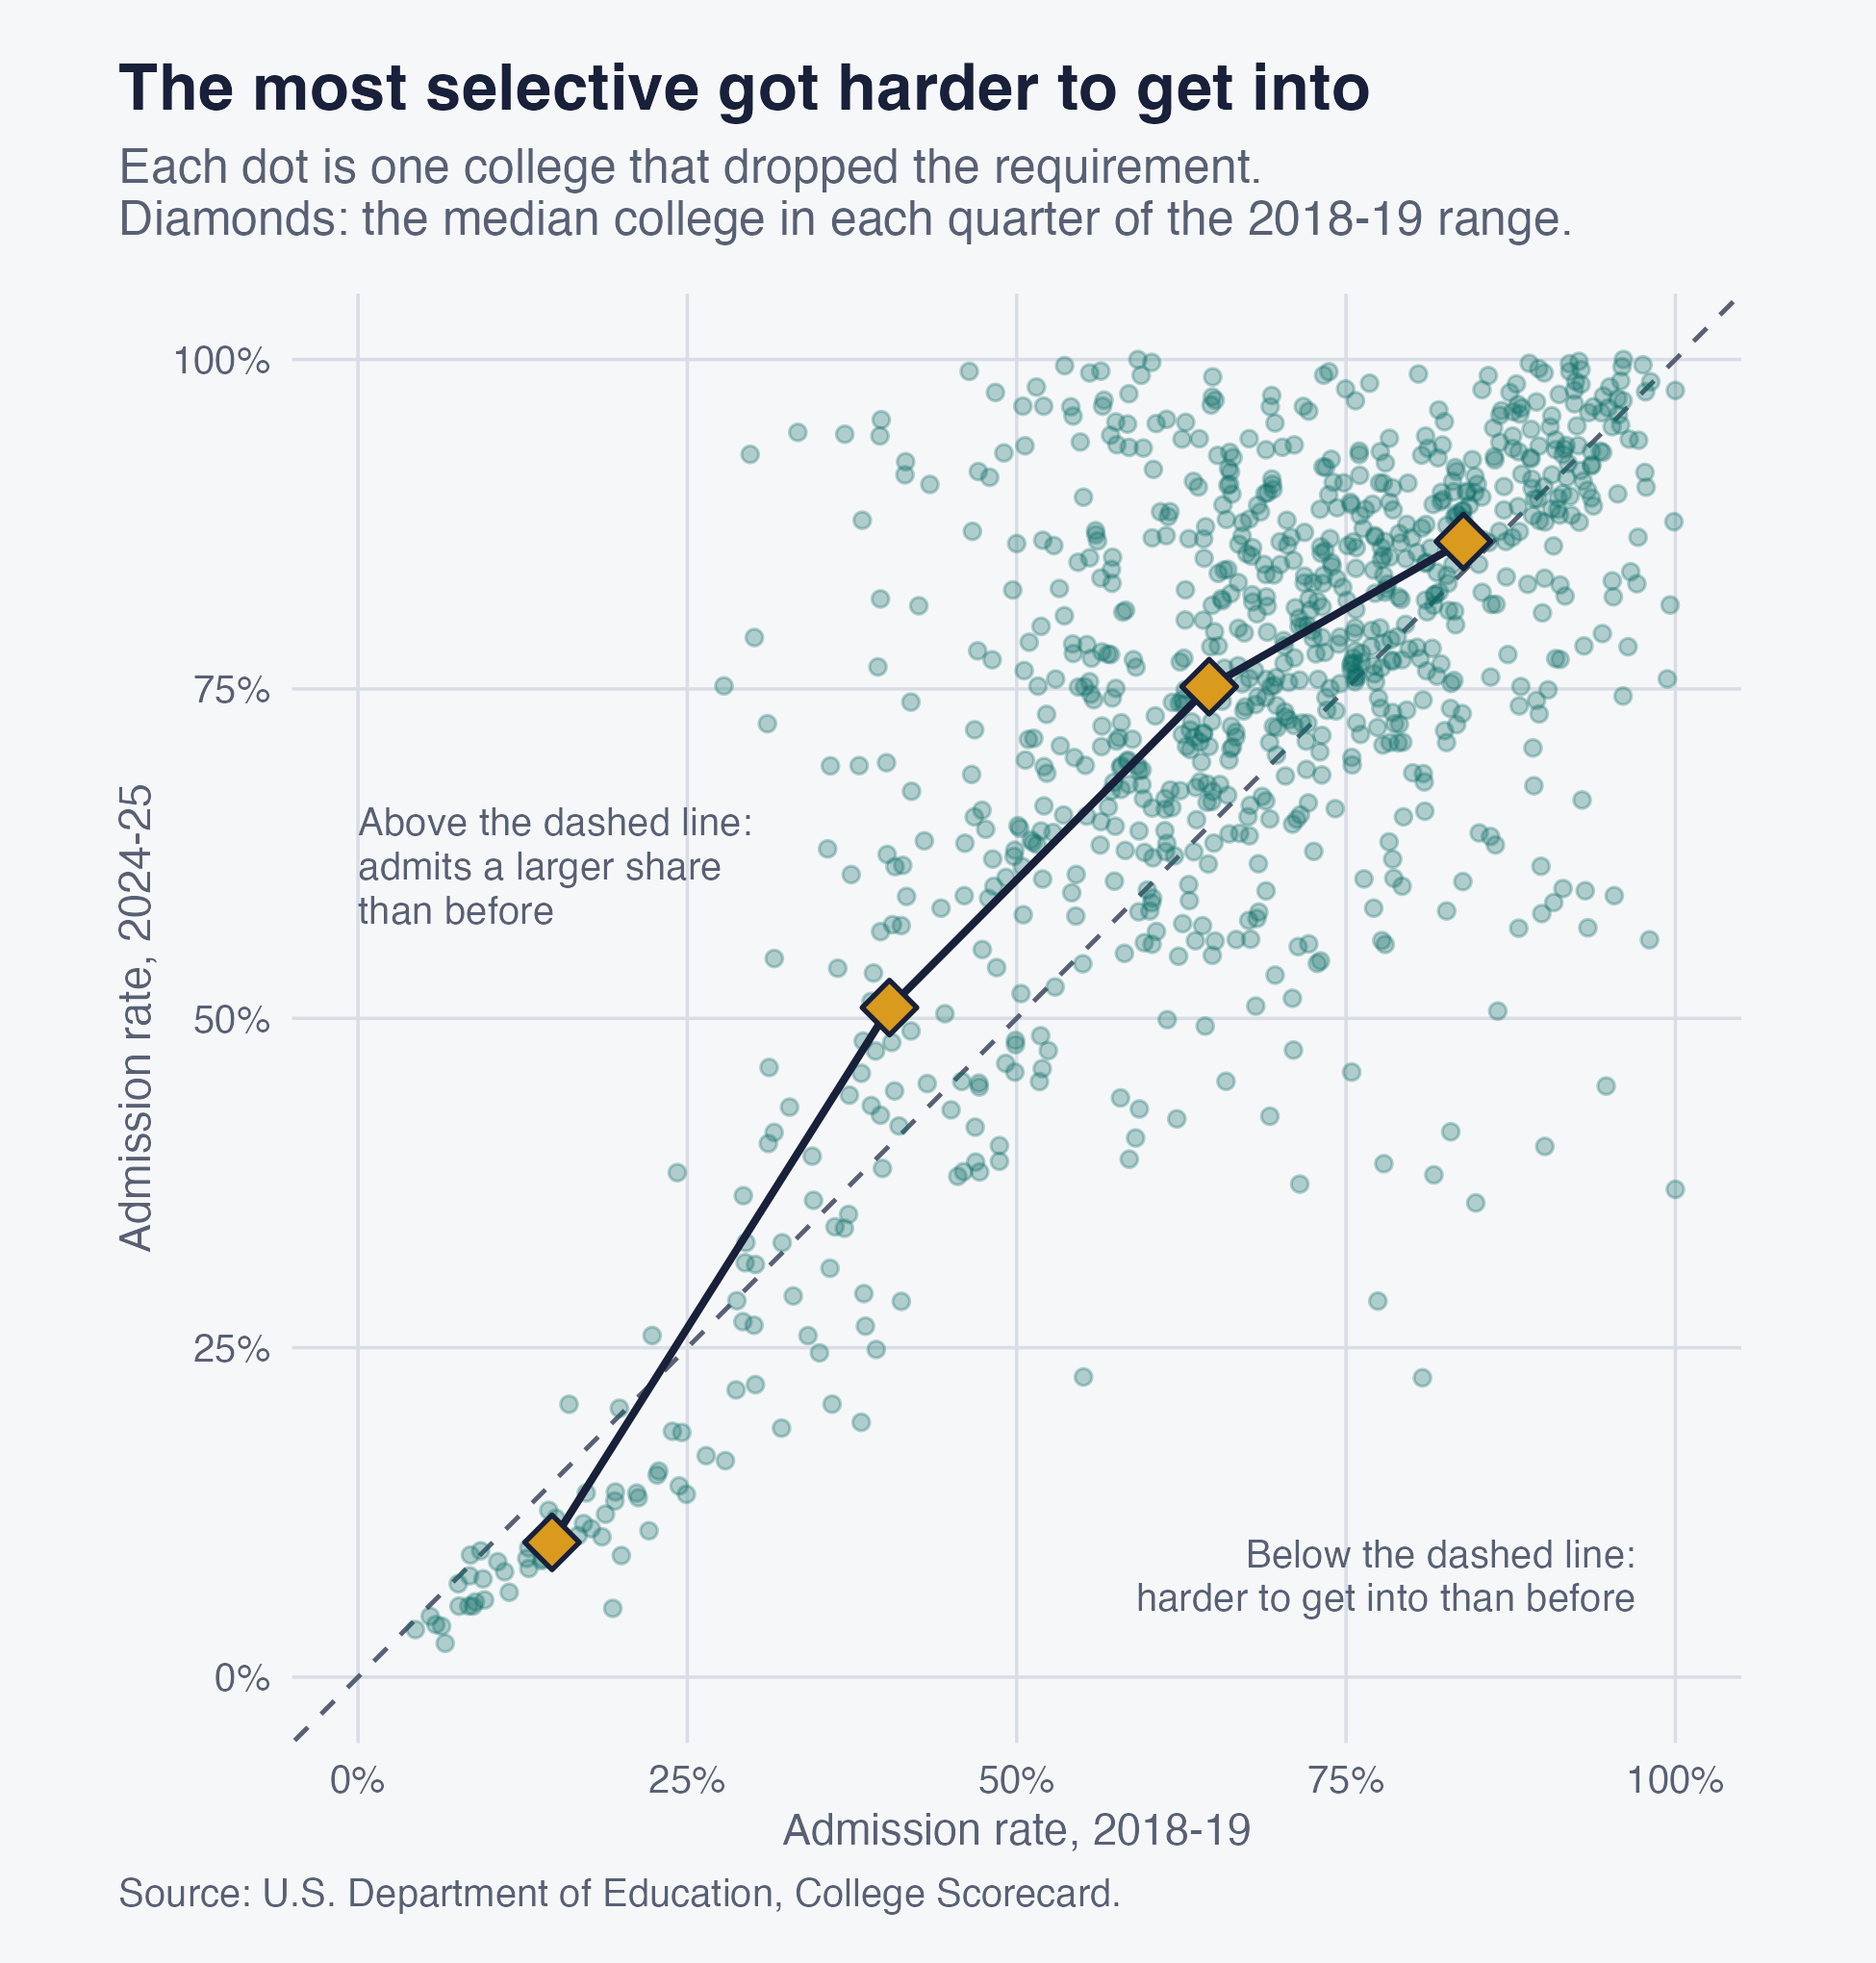 The most selective got harder to get into
Each dot is one college that dropped the requirement.
Diamonds: the median college in each quarter of the 2018-19 range.
100%
75%
50%
25%
0%
Admission rate, 2024-25
Above the dashed line:
admits a larger share
than before
Below the dashed line:
harder to get into than before
0%
25%
50%
75%
100%
Admission rate, 2018-19
Source: U.S. Department of Education, College Scorecard.